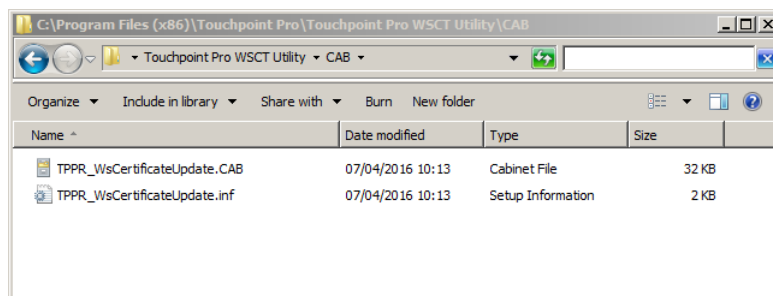 C:\Program Files (x86)\Touchpoint Pro\Touchpoint Pro WSCT Utility\CAB
Touchpoint Pro WSCT Utility CAB
Organize Include in library Share with Burn New folder
Name Date modified Type Size
TPPR_WsCertificateUpdate.CAB 07/04/2016 10:13 Cabinet File 32 KB
TPPR_WsCertificateUpdate.inf 07/04/2016 10:13 Setup Information 2 KB